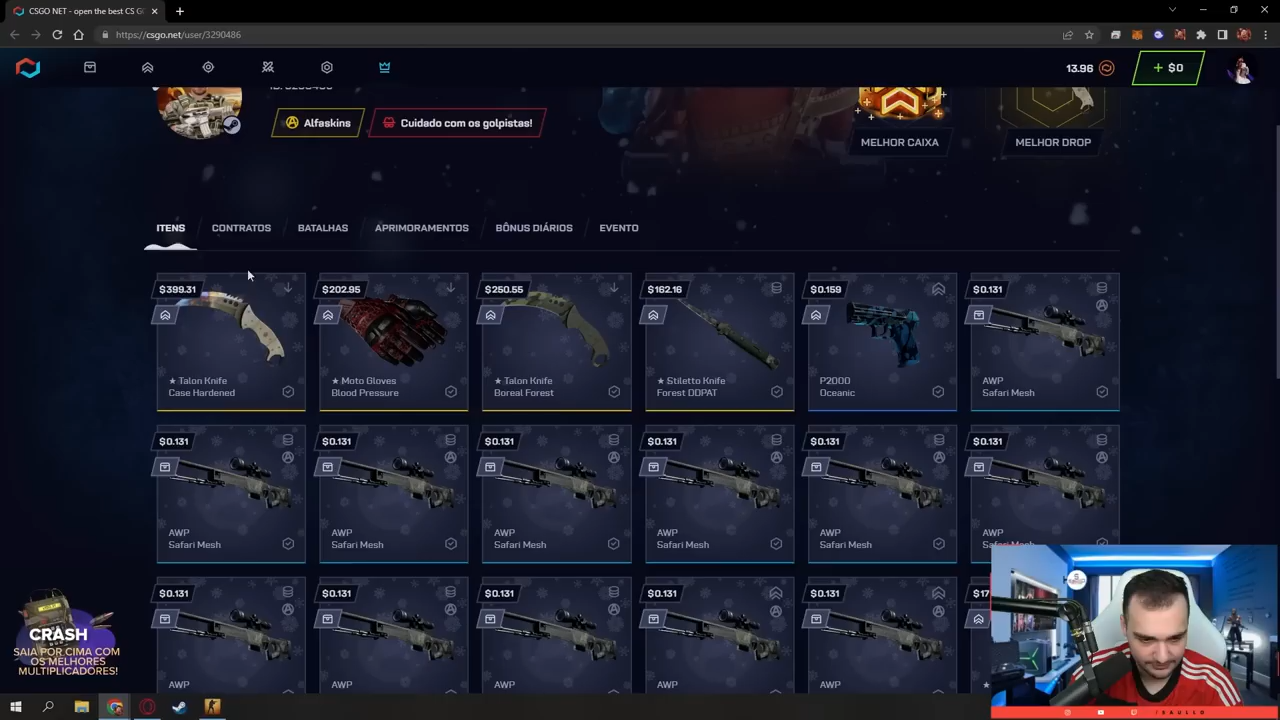 CSGO NET - open the best CS G
https://csgo.net/user/3290486
13.96
+ $0
Alfaskins
Cuidado com os golpistas!
MELHOR CAIXA
MELHOR DROP
ITENS
CONTRATOS
BATALHAS
APRIMORAMENTOS
BÔNUS DIÁRIOS
EVENTO
$399.31
★ Talon Knife
Case Hardened
$202.95
★ Moto Gloves
Blood Pressure
$250.55
★ Talon Knife
Boreal Forest
$162.16
★ Stiletto Knife
Forest DDPAT
$0.159
P2000
Oceanic
$0.131
AWP
Safari Mesh
$0.131
AWP
Safari Mesh
$0.131
AWP
Safari Mesh
$0.131
AWP
Safari Mesh
$0.131
AWP
Safari Mesh
$0.131
AWP
Safari Mesh
$0.131
AWP
Safari Mesh
$0.131
AWP
$0.131
AWP
$0.131
AWP
$0.131
AWP
$0.131
AWP
$17
CRASH
SAIA POR CIMA COM
OS MELHORES
MULTIPLICADORES!